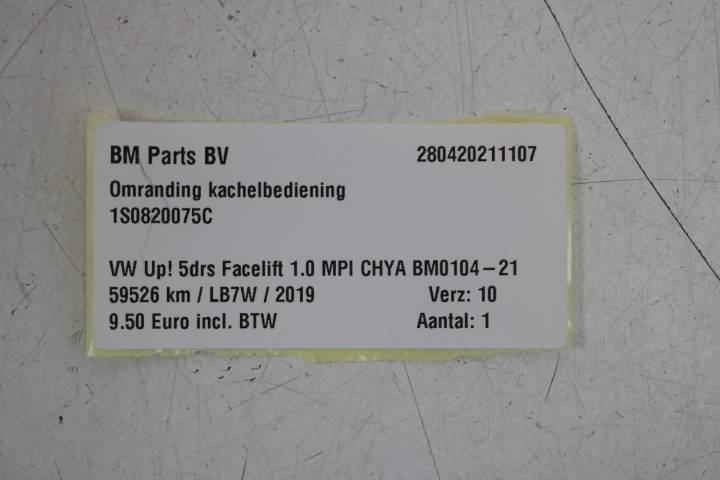 BM Parts BV 280420211107
Omranding kachelbediening
1S0820075C
VW Up! 5drs Facelift 1.0 MPI CHYA BM0104-21
59526 km / LB7W / 2019 Verz: 10
9.50 Euro incl. BTW Aantal: 1